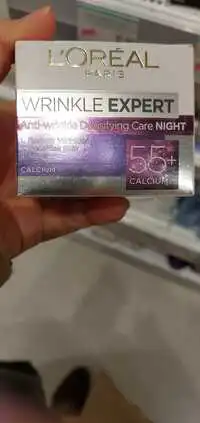 L'ORÉAL
PARIS
WRINKLE EXPERT
Anti-wrinkle Densifying Care NIGHT
55+
CALCIUM
CALCIUM